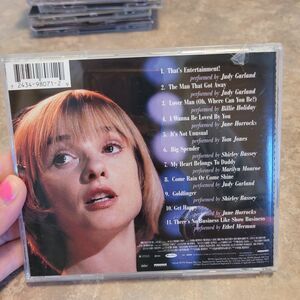 7 2434-98071-2 9
1. That's Entertainment!
performed by Judy Garland
2. The Man That Got Away
performed by Judy Garland
3. Lover Man (Oh, Where Can You Be?)
performed by Billie Holiday
4. I Wanna Be Loved By You
performed by Jane Horrocks
5. It's Not Unusual
performed by Tom Jones
6. Big Spender
performed by Shirley Bassey
7. My Heart Belongs To Daddy
performed by Marilyn Monroe
8. Come Rain Or Come Shine
performed by Judy Garland
9. Goldfinger
performed by Shirley Bassey
10. Get Happy
performed by Jane Horrocks
11. There's No Business Like Show Business
performed by Ethel Merman